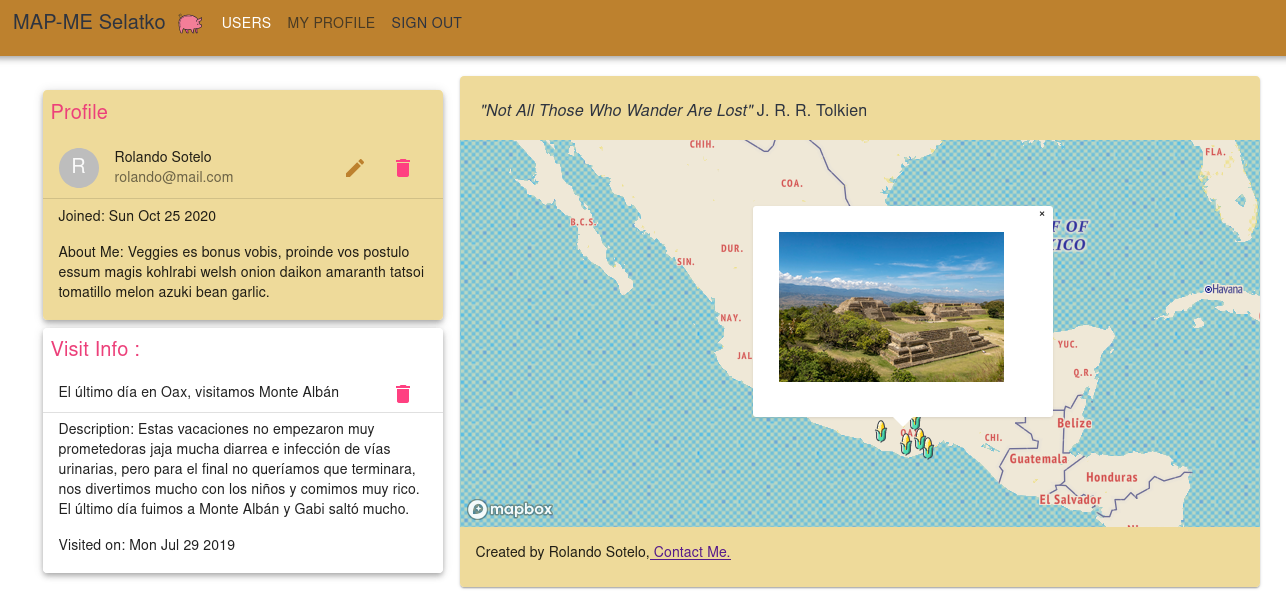 MAP-ME Selatko
USERS
MY PROFILE
SIGN OUT
Profile
R
Rolando Sotelo
rolando@mail.com
Joined: Sun Oct 25 2020
About Me: Veggies es bonus vobis, proinde vos postulo
essum magis kohlrabi welsh onion daikon amaranth tatsoi
tomatillo melon azuki bean garlic.
Visit Info :
El último día en Oax, visitamos Monte Albán
Description: Estas vacaciones no empezaron muy
prometedoras jaja mucha diarrea e infección de vías
urinarias, pero para el final no queríamos que terminara,
nos divertimos mucho con los niños y comimos muy rico.
El último día fuimos a Monte Albán y Gabi saltó mucho.
Visited on: Mon Jul 29 2019
"Not All Those Who Wander Are Lost" J. R. R. Tolkien
CHIH.
FLA.
COA.
B.C.S.
F OF
ICO
DUR.
SIN.
×
Havana
NAY.
JAL
YUC.
Q.R.
Belize
CHI.
Guatemala
Honduras
El Salvador
mapbox
Created by Rolando Sotelo, Contact Me.